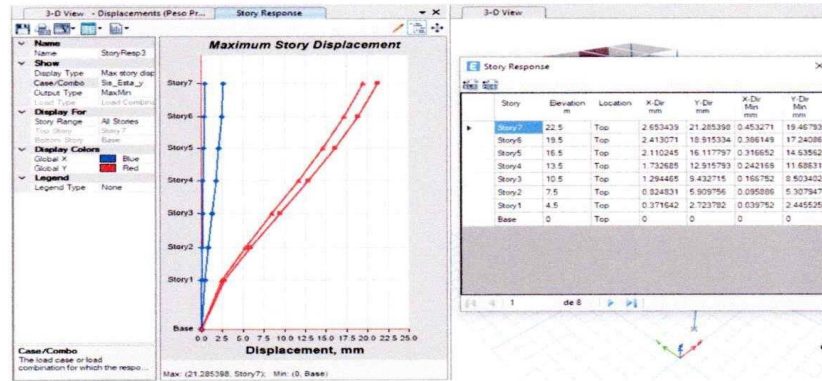 3-D View - Displacements (Peso Pr...
Story Response
3-D View
Name
Name StoryResp3
Show
Display Type Max story disp
Case/Combo Sis_Esta_y
Output Type MaxMin
Load Type Load Combina
Display For
Story Range All Stories
Top Story Story7
Bottom Story Base
Display Colors
Global X Blue
Global Y Red
Legend
Legend Type None
Case/Combo
The load case or load
combination for which the respo...
Maximum Story Displacement
Story7
Story6
Story5
Story4
Story3
Story2
Story1
Base
0.0 2.5 5.0 7.5 10.0 12.5 15.0 17.5 20.0 22.5 25.0
Displacement, mm
Max: (21.285398, Story7); Min: (0, Base)
Story Response
Story Elevation m Location X-Dir mm Y-Dir mm X-Dir Min mm Y-Dir Min mm
Story7 22.5 Top 2.653439 21.285398 0.453271 19.46793
Story6 19.5 Top 2.413071 18.915334 0.386149 17.24086
Story5 16.5 Top 2.110245 16.117797 0.316652 14.63562
Story4 13.5 Top 1.732685 12.915793 0.242169 11.68631
Story3 10.5 Top 1.294465 9.432715 0.166752 8.503402
Story2 7.5 Top 0.824831 5.909756 0.095886 5.307947
Story1 4.5 Top 0.371642 2.723792 0.039752 2.445525
Base 0 Top 0 0 0 0
1 de 8